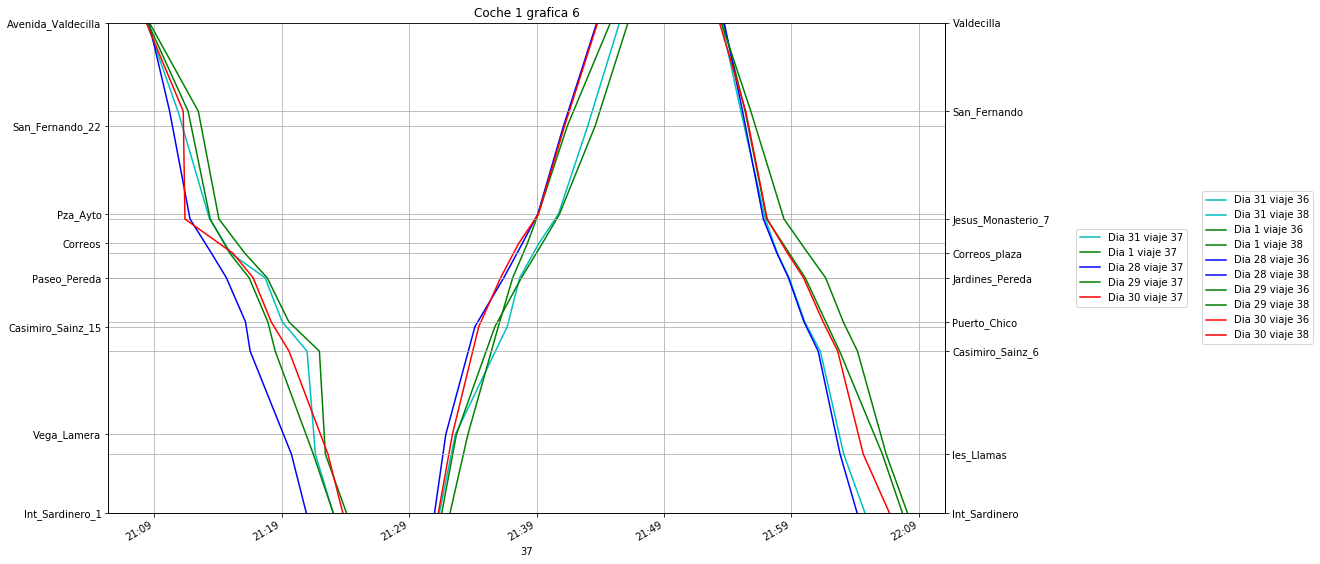 Coche 1 grafica 6
Avenida_Valdecilla
San_Fernando_22
Pza_Ayto
Correos
Paseo_Pereda
Casimiro_Sainz_15
Vega_Lamera
Int_Sardinero_1
21:09
21:19
21:29
21:39
21:49
21:59
22:09
37
Valdecilla
San_Fernando
Jesus_Monasterio_7
Correos_plaza
Jardines_Pereda
Puerto_Chico
Casimiro_Sainz_6
Ies_Llamas
Int_Sardinero
Dia 31 viaje 37
Dia 1 viaje 37
Dia 28 viaje 37
Dia 29 viaje 37
Dia 30 viaje 37
Dia 31 viaje 36
Dia 31 viaje 38
Dia 1 viaje 36
Dia 1 viaje 38
Dia 28 viaje 36
Dia 28 viaje 38
Dia 29 viaje 36
Dia 29 viaje 38
Dia 30 viaje 36
Dia 30 viaje 38